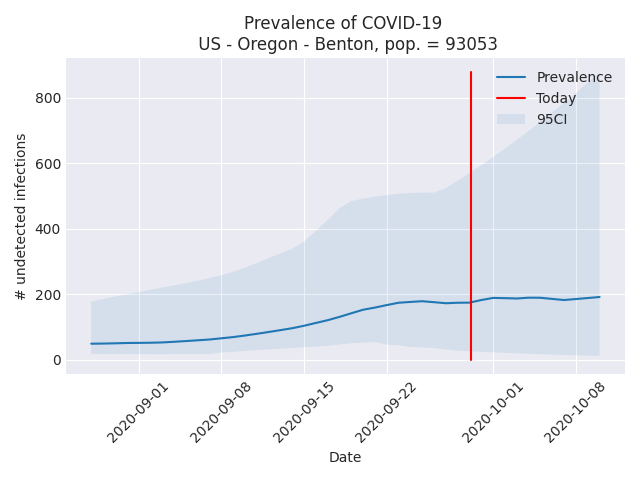 Prevalence of COVID-19
US - Oregon - Benton, pop. = 93053
Prevalence
Today
95CI
# undetected infections
800
600
400
200
0
2020-09-01
2020-09-08
2020-09-15
2020-09-22
2020-10-01
2020-10-08
Date